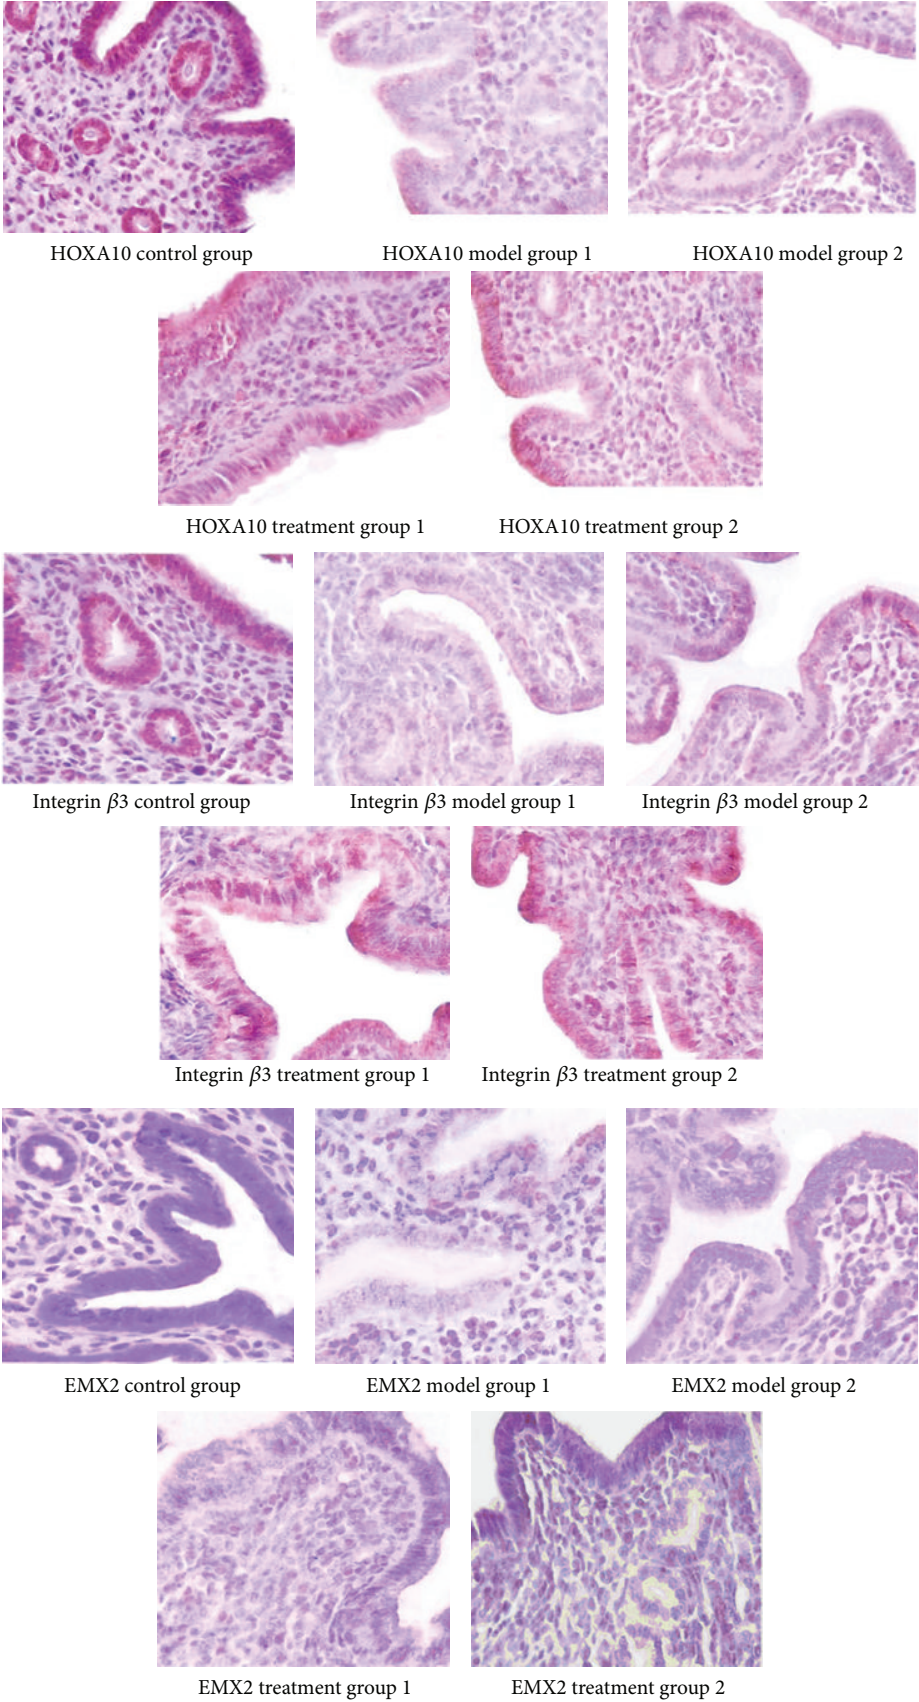 HOXA10 control group
HOXA10 model group 1
HOXA10 model group 2
HOXA10 treatment group 1
HOXA10 treatment group 2
Integrin β3 control group
Integrin β3 model group 1
Integrin β3 model group 2
Integrin β3 treatment group 1
Integrin β3 treatment group 2
EMX2 control group
EMX2 model group 1
EMX2 model group 2
EMX2 treatment group 1
EMX2 treatment group 2